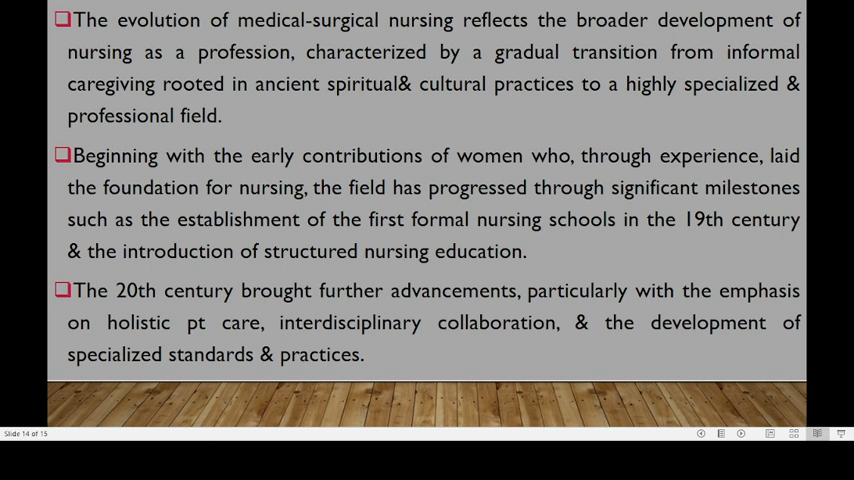 The evolution of medical-surgical nursing reflects the broader development of
nursing as a profession, characterized by a gradual transition from informal
caregiving rooted in ancient spiritual& cultural practices to a highly specialized &
professional field.
Beginning with the early contributions of women who, through experience, laid
the foundation for nursing, the field has progressed through significant milestones
such as the establishment of the first formal nursing schools in the 19th century
& the introduction of structured nursing education.
The 20th century brought further advancements, particularly with the emphasis
on holistic pt care, interdisciplinary collaboration, & the development of
specialized standards & practices.
Slide 14 of 15